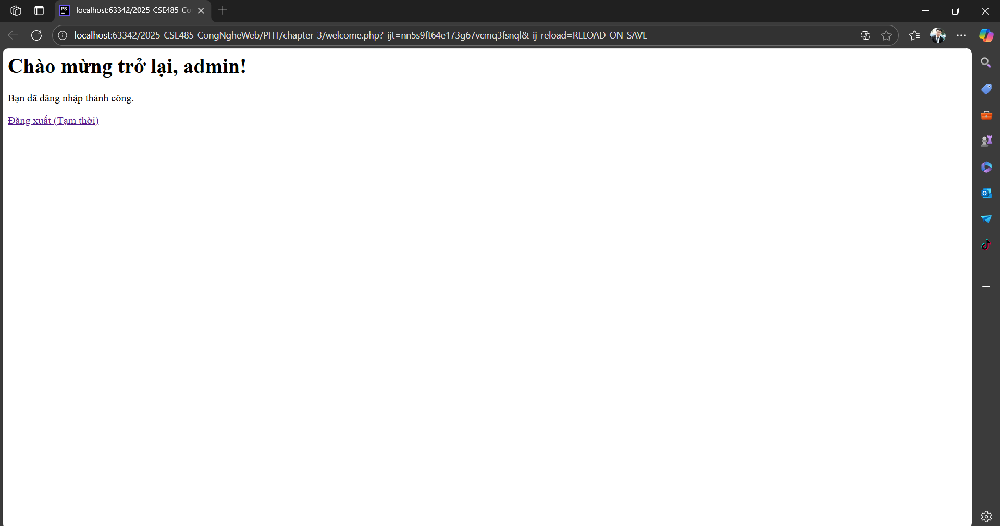 localhost:63342/2025_CSE485_Co
localhost:63342/2025_CSE485_CongNgheWeb/PHT/chapter_3/welcome.php?_ijt=nn5s9ft64e173g67vcmq3fsnql&_ij_reload=RELOAD_ON_SAVE
Chào mừng trở lại, admin!
Bạn đã đăng nhập thành công.
Đăng xuất (Tạm thời)